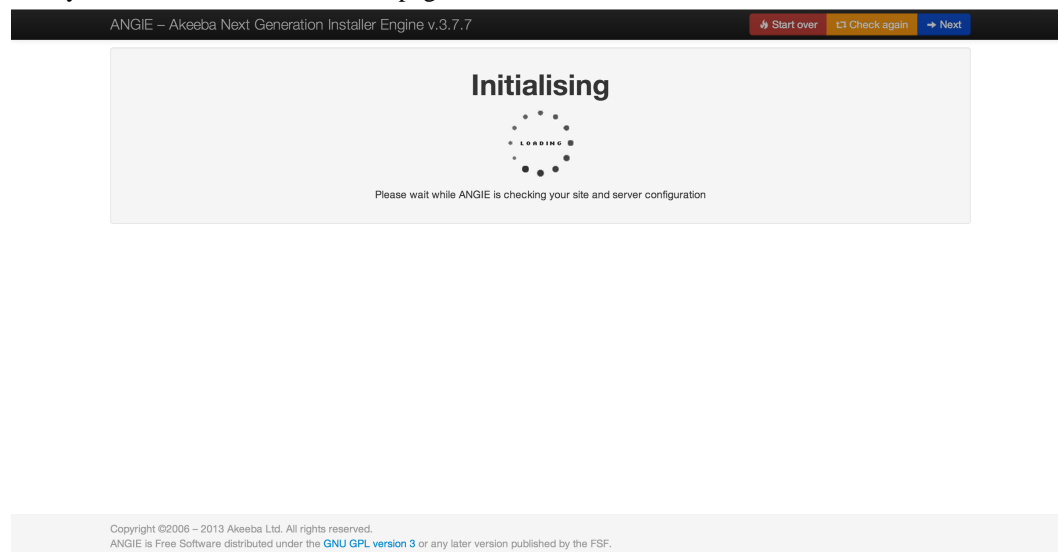 ANGIE – Akeeba Next Generation Installer Engine v.3.7.7
Start over
Check again
Next
Initialising
LOADING
Please wait while ANGIE is checking your site and server configuration
Copyright ©2006 – 2013 Akeeba Ltd. All rights reserved.
ANGIE is Free Software distributed under the GNU GPL version 3 or any later version published by the FSF.